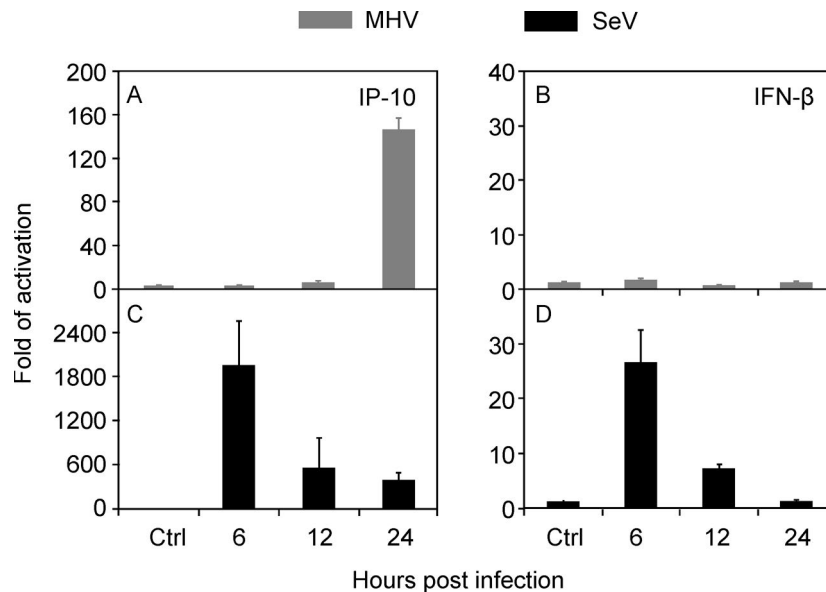 MHV SeV
A IP-10
B IFN-β
200
160
120
80
40
0
40
30
20
10
0
Fold of activation
C
D
2400
1800
1200
600
0
30
20
10
0
Ctrl 6 12 24 Ctrl 6 12 24
Hours post infection